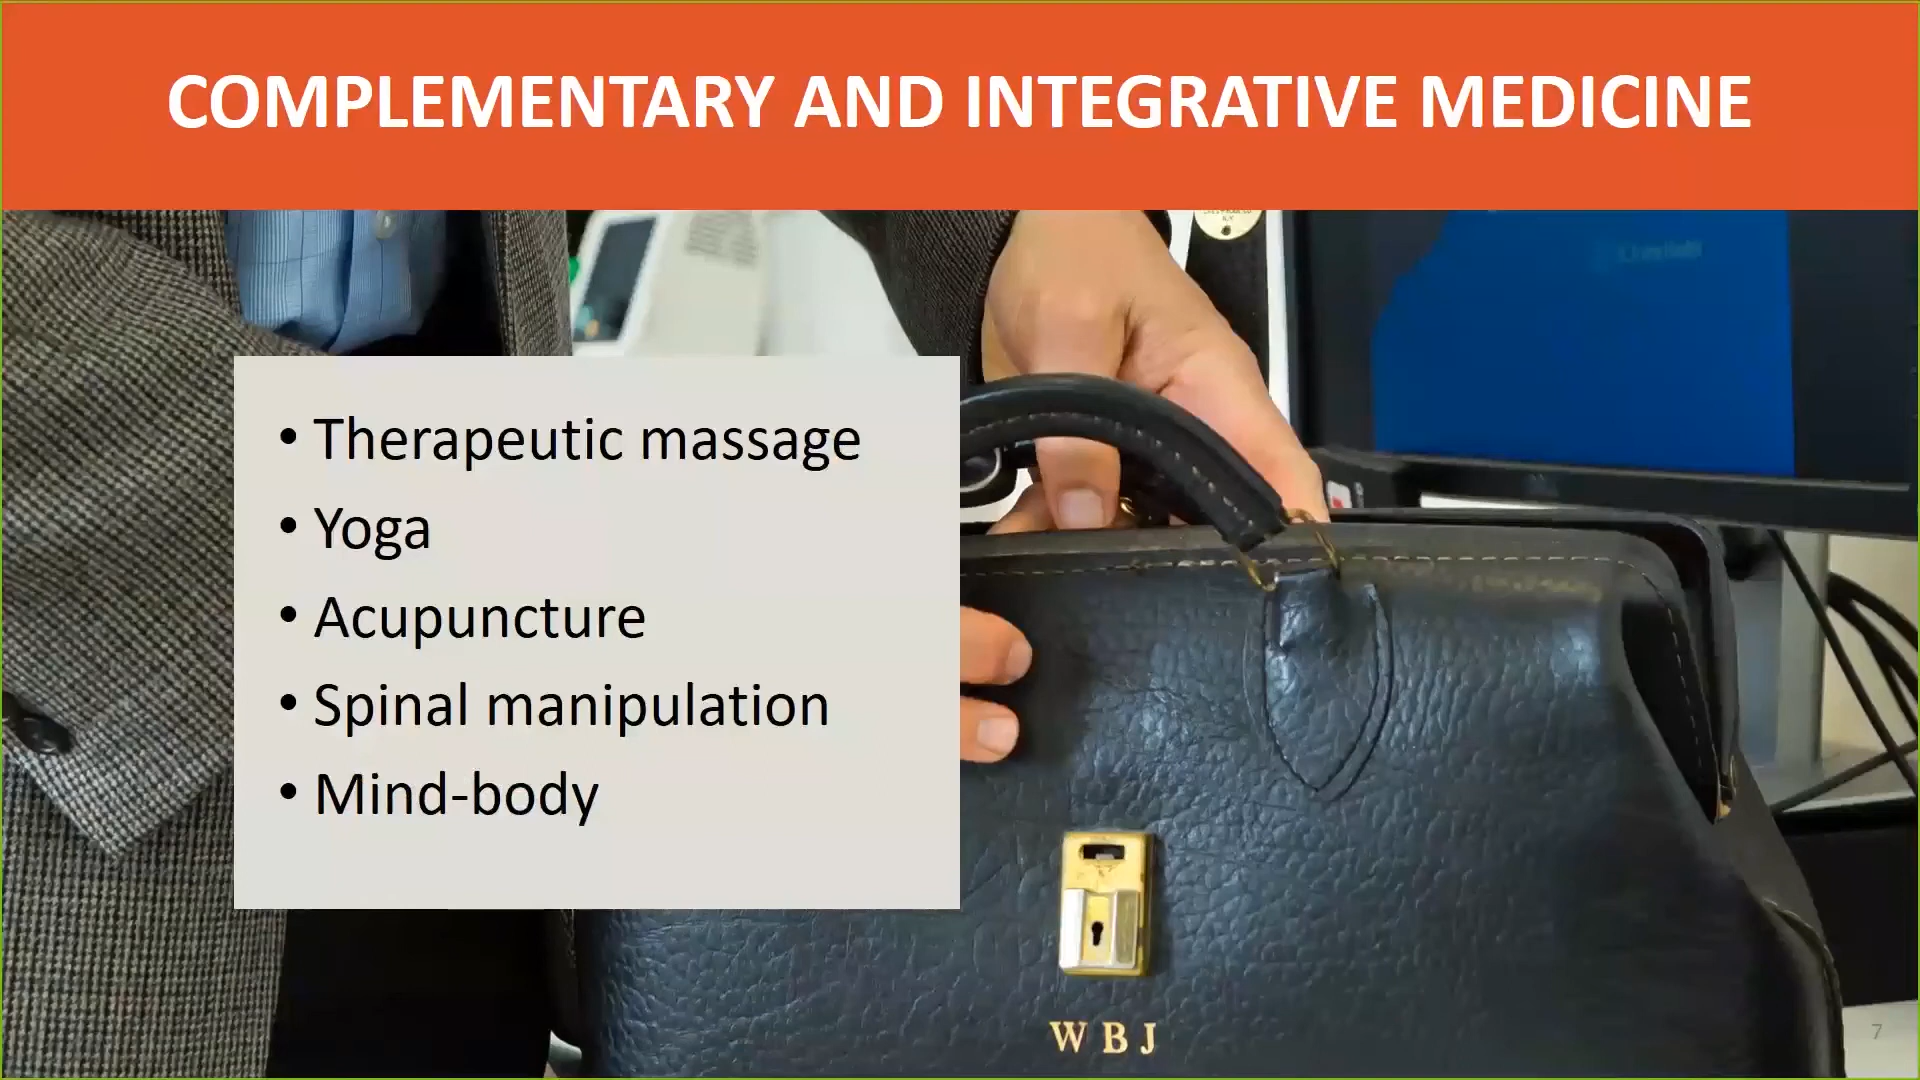 COMPLEMENTARY AND INTEGRATIVE MEDICINE
• Therapeutic massage
• Yoga
• Acupuncture
• Spinal manipulation
• Mind-body
W B J
7